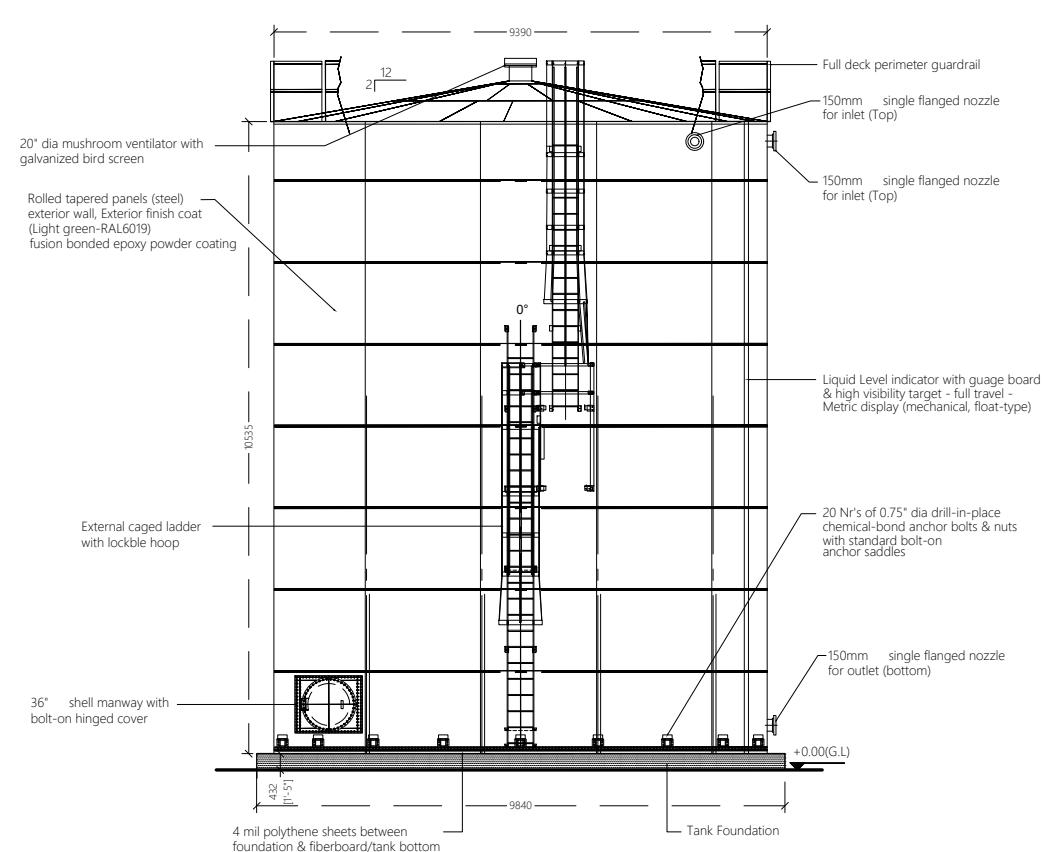 9390
12
2
Full deck perimeter guardrail
150mm single flanged nozzle
for inlet (Top)
20" dia mushroom ventilator with
galvanized bird screen
150mm single flanged nozzle
for inlet (Top)
Rolled tapered panels (steel)
exterior wall, Exterior finish coat
(Light green-RAL6019)
fusion bonded epoxy powder coating
0°
Liquid Level indicator with guage board
& high visibility target - full travel -
Metric display (mechanical, float-type)
10535
External caged ladder
with lockble hoop
20 Nr's of 0.75" dia drill-in-place
chemical-bond anchor bolts & nuts
with standard bolt-on
anchor saddles
150mm single flanged nozzle
for outlet (bottom)
36" shell manway with
bolt-on hinged cover
+0.00(G.L)
432
[1'-5"]
9840
4 mil polythene sheets between
foundation & fiberboard/tank bottom
Tank Foundation